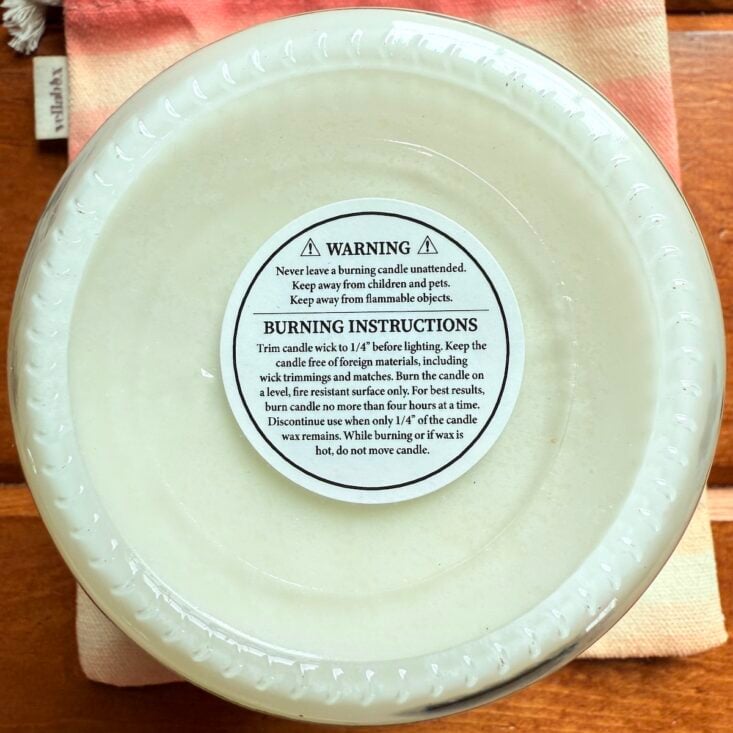 vellabox
⚠ WARNING ⚠
Never leave a burning candle unattended.
Keep away from children and pets.
Keep away from flammable objects.
BURNING INSTRUCTIONS
Trim candle wick to 1/4" before lighting. Keep the
candle free of foreign materials, including
wick trimmings and matches. Burn the candle on
a level, fire resistant surface only. For best results,
burn candle no more than four hours at a time.
Discontinue use when only 1/4" of the candle
wax remains. While burning or if wax is
hot, do not move candle.